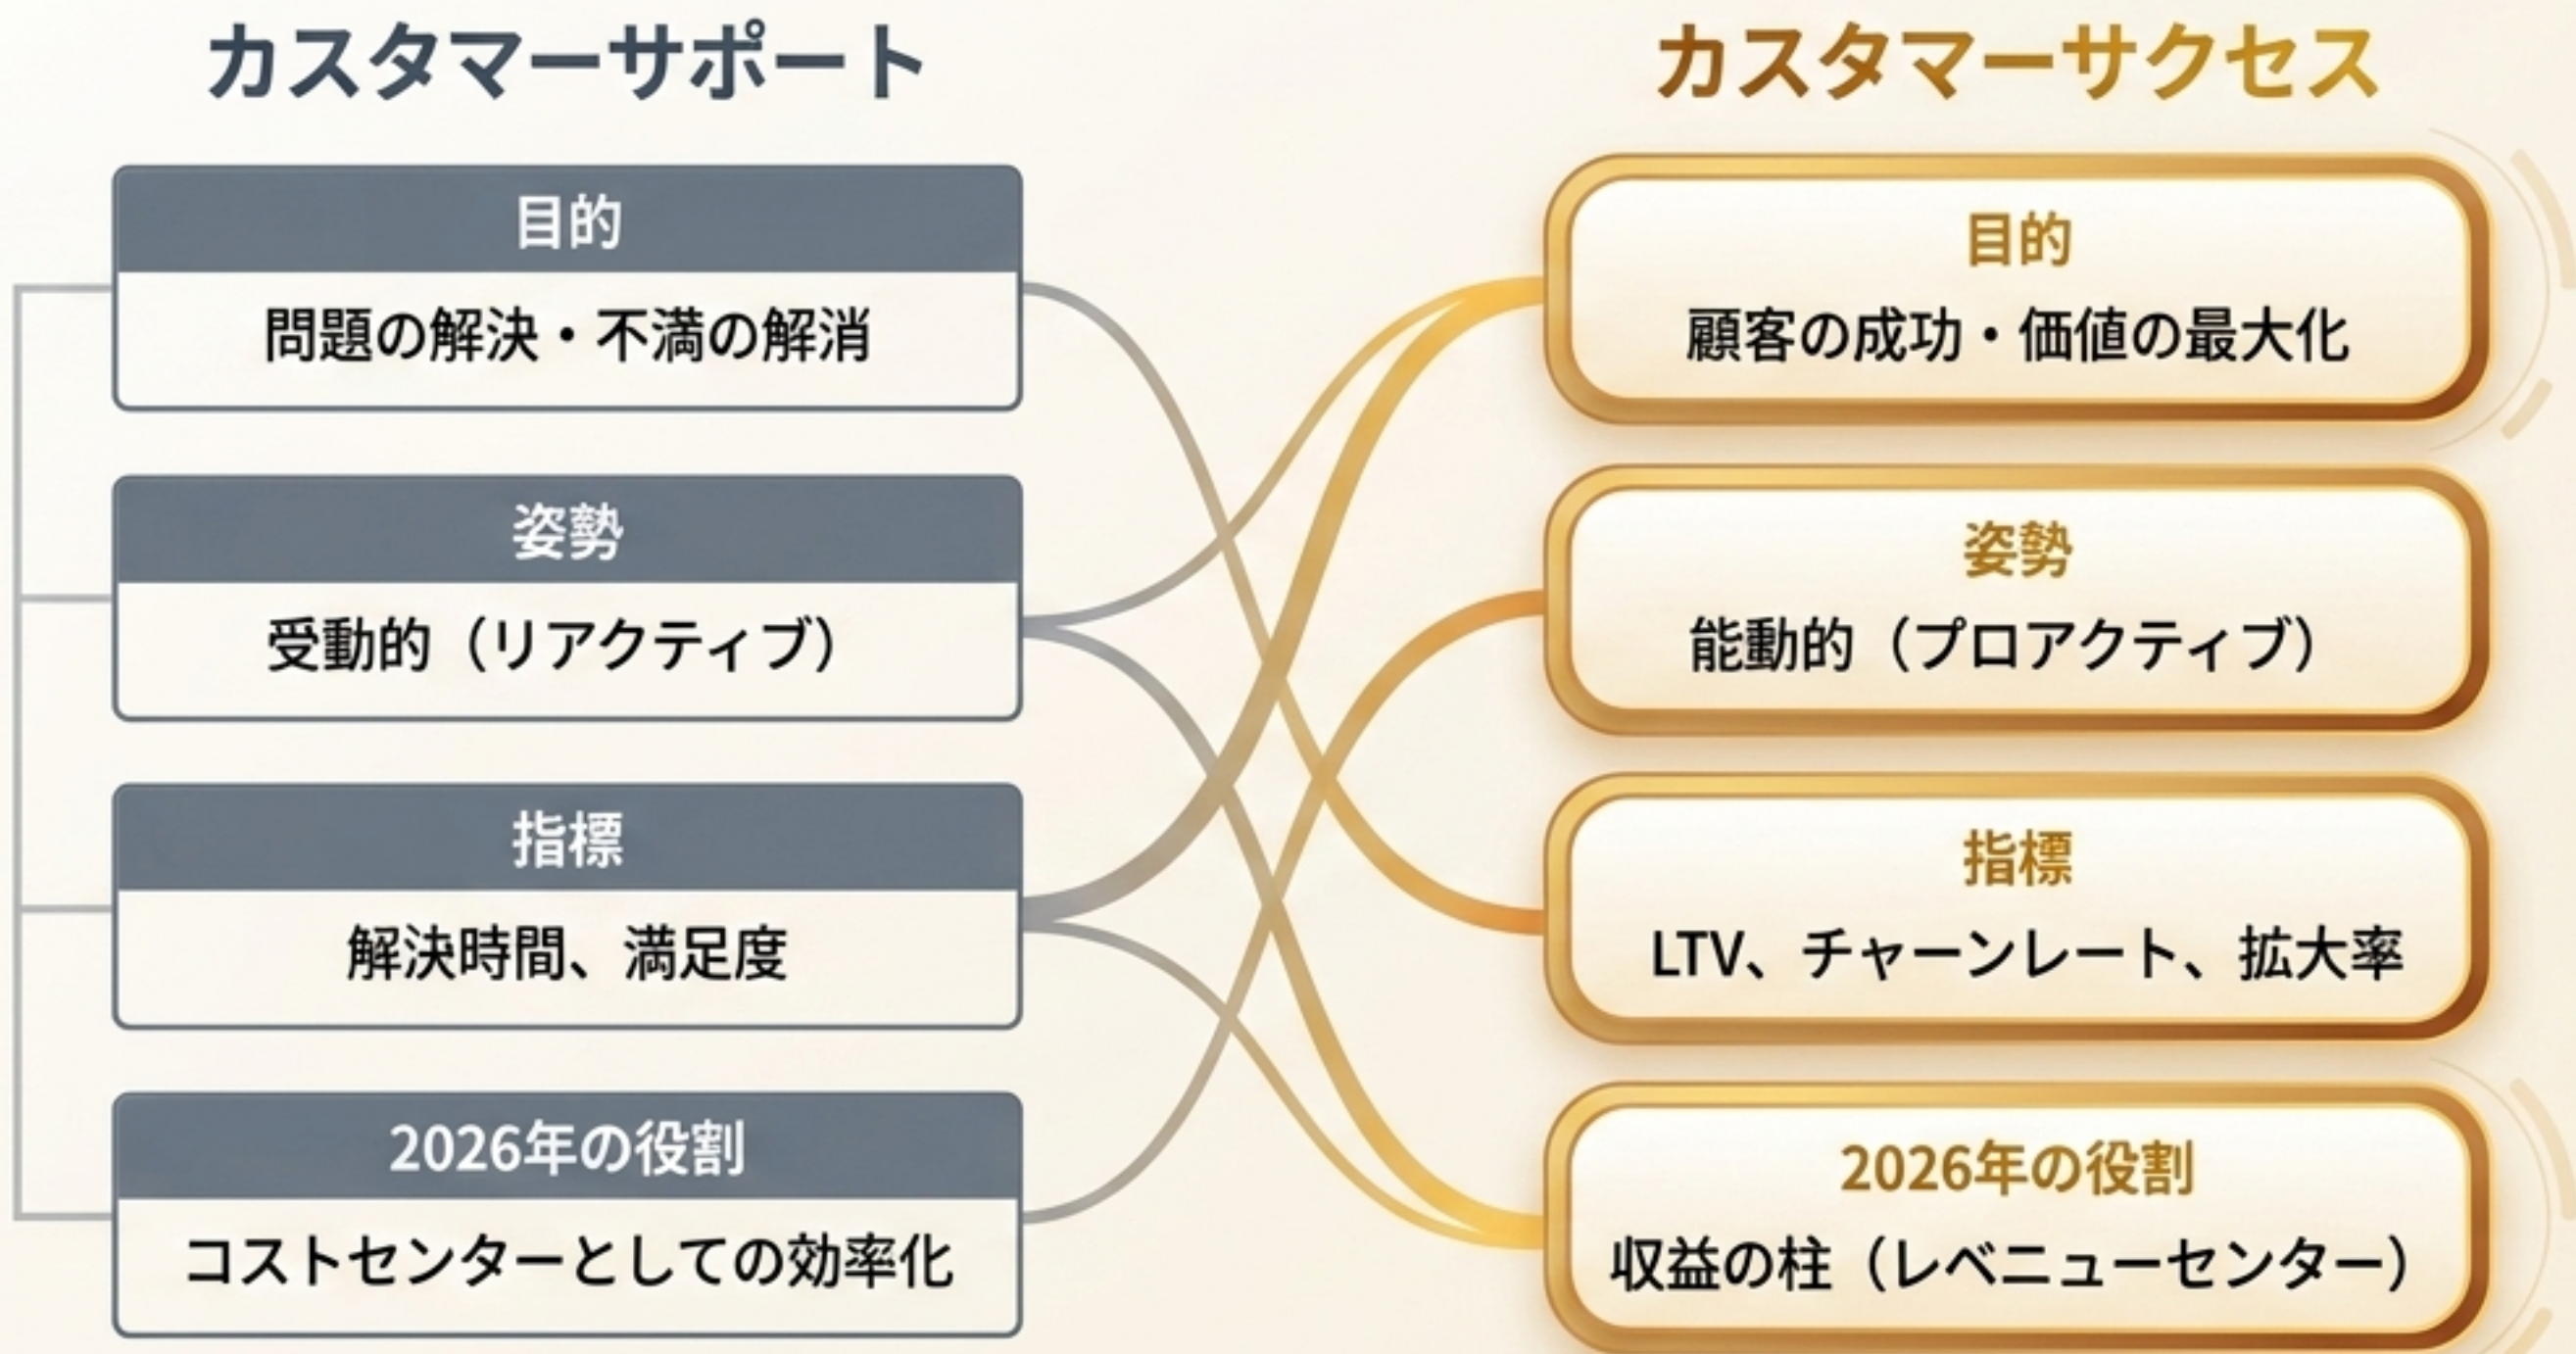 カスタマーサポート
目的
問題の解決・不満の解消
姿勢
受動的（リアクティブ）
指標
解決時間、満足度
2026年の役割
コストセンターとしての効率化
カスタマーサクセス
目的
顧客の成功・価値の最大化
姿勢
能動的（プロアクティブ）
指標
LTV、チャーンレート、拡大率
2026年の役割
収益の柱（レベニューセンター）